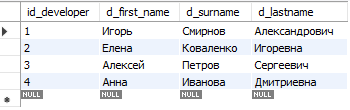 id_developer d_first_name d_surname d_lastname
1 Игорь Смирнов Александрович
2 Елена Коваленко Игоревна
3 Алексей Петров Сергеевич
4 Анна Иванова Дмитриевна
NULL NULL NULL NULL